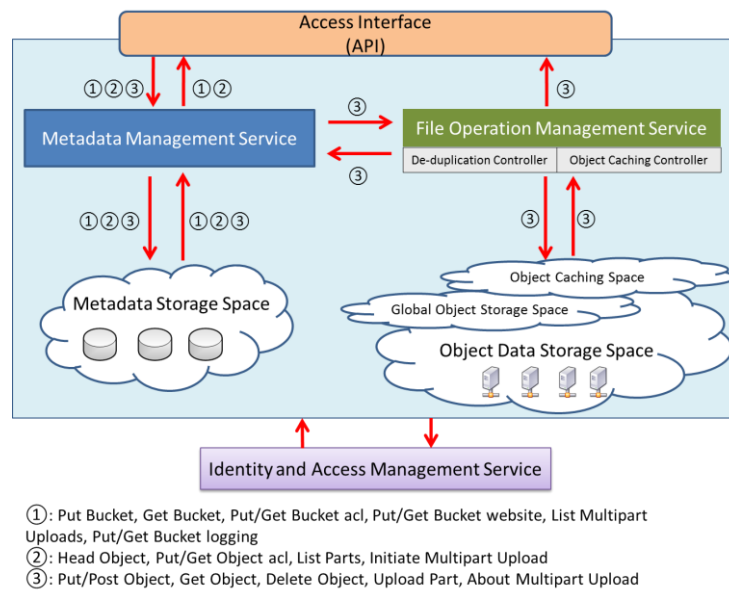 Access Interface
(API)
①②③
①②
③
③
Metadata Management Service
File Operation Management Service
De-duplication Controller
Object Caching Controller
③
①②③
①②③
③
③
Object Caching Space
Metadata Storage Space
Global Object Storage Space
Object Data Storage Space
Identity and Access Management Service
①: Put Bucket, Get Bucket, Put/Get Bucket acl, Put/Get Bucket website, List Multipart
Uploads, Put/Get Bucket logging
②: Head Object, Put/Get Object acl, List Parts, Initiate Multipart Upload
③: Put/Post Object, Get Object, Delete Object, Upload Part, About Multipart Upload